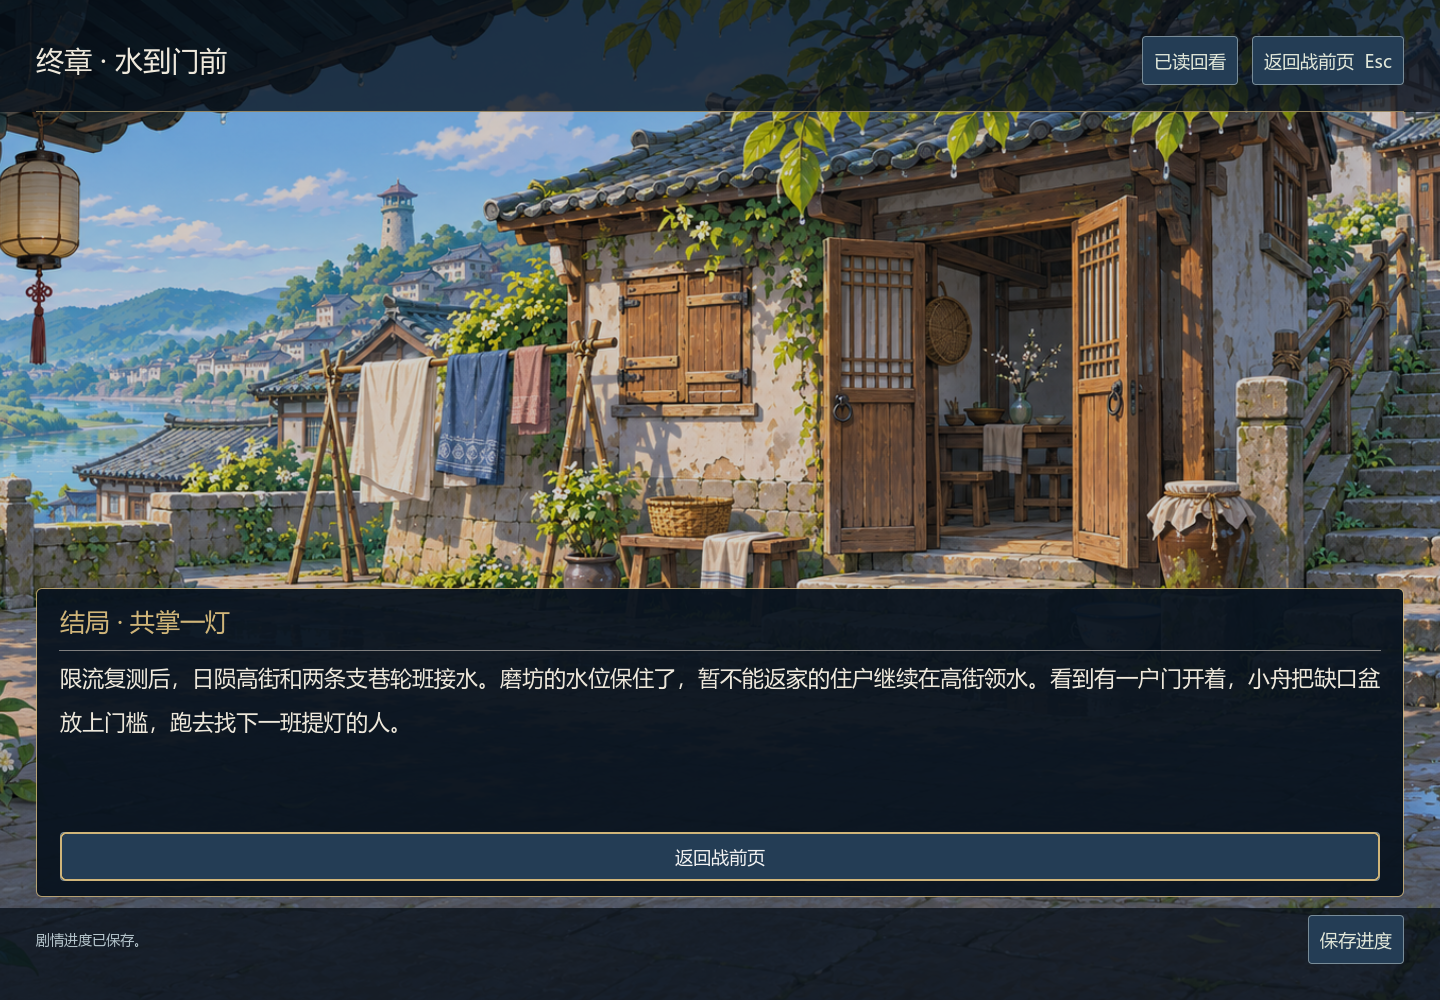 终章 · 水到门前
已读回看
返回战前页 Esc
结局 · 共掌一灯
限流复测后，日陨高街和两条支巷轮班接水。磨坊的水位保住了，暂不能返家的住户继续在高街领水。看到有一户门开着，小舟把缺口盆
放上门槛，跑去找下一班提灯的人。
返回战前页
剧情进度已保存。
保存进度